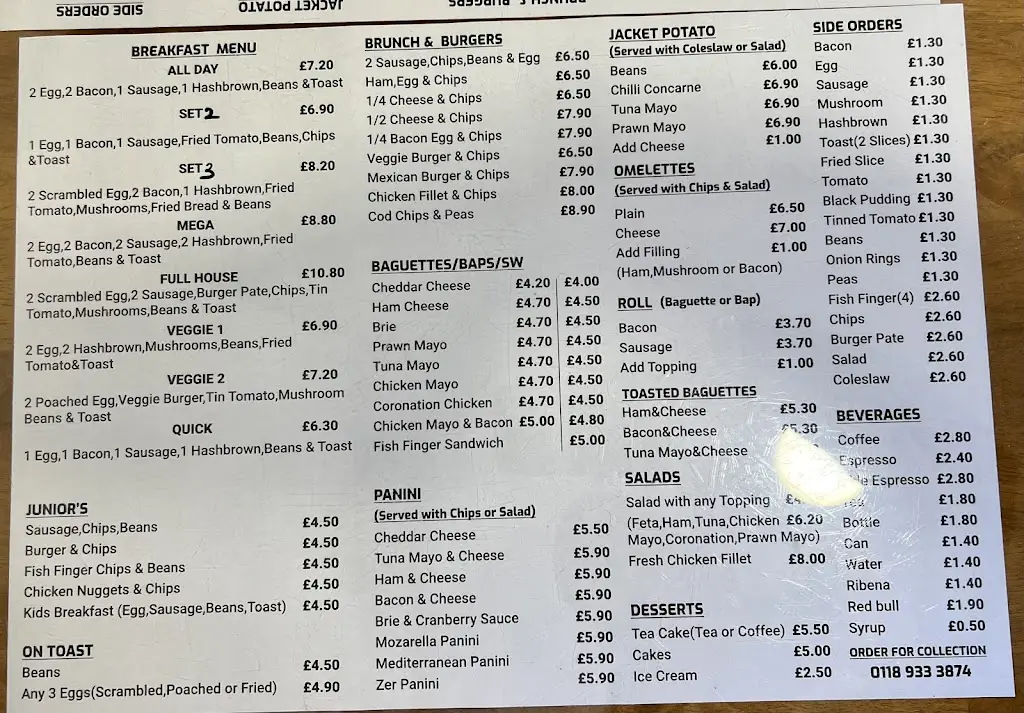 SIDE ORDERS
JACKET POTATO
BRUNCH & BURGERS
BREAKFAST MENU
ALL DAY £7.20
2 Egg,2 Bacon,1 Sausage,1 Hashbrown,Beans &Toast
SET 2 £6.90
1 Egg,1 Bacon,1 Sausage,Fried Tomato,Beans,Chips
&Toast
SET 3 £8.20
2 Scrambled Egg,2 Bacon,1 Hashbrown,Fried
Tomato,Mushrooms,Fried Bread & Beans
MEGA £8.80
2 Egg,2 Bacon,2 Sausage,2 Hashbrown,Fried
Tomato,Beans & Toast
FULL HOUSE £10.80
2 Scrambled Egg,2 Sausage,Burger Pate,Chips,Tin
Tomato,Mushrooms,Beans & Toast
VEGGIE 1 £6.90
2 Egg,2 Hashbrown,Mushrooms,Beans,Fried
Tomato&Toast
VEGGIE 2 £7.20
2 Poached Egg,Veggie Burger,Tin Tomato,Mushroom
Beans & Toast
QUICK £6.30
1 Egg,1 Bacon,1 Sausage,1 Hashbrown,Beans & Toast
JUNIOR'S
Sausage,Chips,Beans £4.50
Burger & Chips £4.50
Fish Finger Chips & Beans £4.50
Chicken Nuggets & Chips £4.50
Kids Breakfast (Egg,Sausage,Beans,Toast) £4.50
ON TOAST
Beans £4.50
Any 3 Eggs(Scrambled,Poached or Fried) £4.90
BRUNCH & BURGERS
2 Sausage,Chips,Beans & Egg £6.50
Ham,Egg & Chips £6.50
1/4 Cheese & Chips £6.50
1/2 Cheese & Chips £7.90
1/4 Bacon Egg & Chips £7.90
Veggie Burger & Chips £6.50
Mexican Burger & Chips £7.90
Chicken Fillet & Chips £8.00
Cod Chips & Peas £8.90
BAGUETTES/BAPS/SW
Cheddar Cheese £4.20 £4.00
Ham Cheese £4.70 £4.50
Brie £4.70 £4.50
Prawn Mayo £4.70 £4.50
Tuna Mayo £4.70 £4.50
Chicken Mayo £4.70 £4.50
Coronation Chicken £4.70 £4.50
Chicken Mayo & Bacon £5.00 £4.80
Fish Finger Sandwich £5.00
PANINI
(Served with Chips or Salad)
Cheddar Cheese £5.50
Tuna Mayo & Cheese £5.90
Ham & Cheese £5.90
Bacon & Cheese £5.90
Brie & Cranberry Sauce £5.90
Mozarella Panini £5.90
Mediterranean Panini £5.90
Zer Panini £5.90
JACKET POTATO
(Served with Coleslaw or Salad)
Beans £6.00
Chilli Concarne £6.90
Tuna Mayo £6.90
Prawn Mayo £6.90
Add Cheese £1.00
OMELETTES
(Served with Chips & Salad)
Plain £6.50
Cheese £7.00
Add Filling £1.00
(Ham,Mushroom or Bacon)
ROLL (Baguette or Bap)
Bacon £3.70
Sausage £3.70
Add Topping £1.00
TOASTED BAGUETTES
Ham&Cheese £5.30
Bacon&Cheese £5.30
Tuna Mayo&Cheese
SALADS
Salad with any Topping
(Feta,Ham,Tuna,Chicken £6.20
Mayo,Coronation,Prawn Mayo)
Fresh Chicken Fillet £8.00
DESSERTS
Tea Cake(Tea or Coffee) £5.50
Cakes £5.00
Ice Cream £2.50
SIDE ORDERS
Bacon £1.30
Egg £1.30
Sausage £1.30
Mushroom £1.30
Hashbrown £1.30
Toast(2 Slices) £1.30
Fried Slice £1.30
Tomato £1.30
Black Pudding £1.30
Tinned Tomato £1.30
Beans £1.30
Onion Rings £1.30
Peas £1.30
Fish Finger(4) £2.60
Chips £2.60
Burger Pate £2.60
Salad £2.60
Coleslaw £2.60
BEVERAGES
Coffee £2.80
Espresso £2.40
Espresso £2.80
Tea £1.80
Bottle £1.80
Can £1.40
Water £1.40
Ribena £1.40
Red bull £1.90
Syrup £0.50
ORDER FOR COLLECTION
0118 933 3874